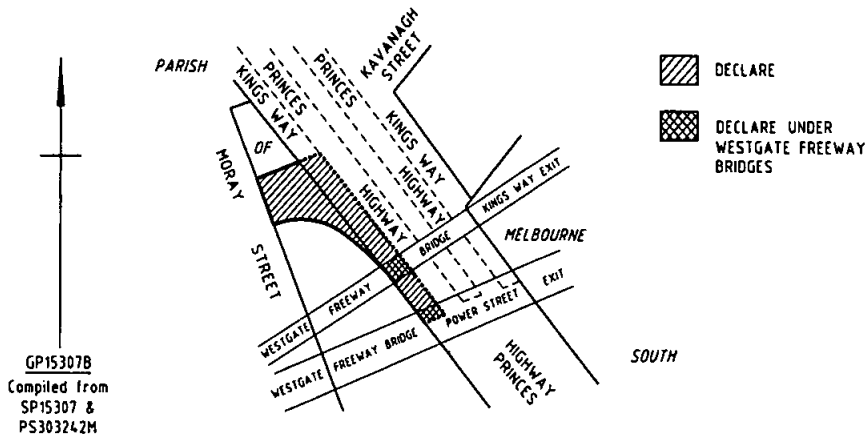 PARISH
OF
MELBOURNE
SOUTH
KAVANAGH
STREET
KINGS WAY
PRINCES
HIGHWAY
PRINCES
HIGHWAY
KINGS WAY
MORAY
STREET
WESTGATE FREEWAY BRIDGE KINGS WAY EXIT
WESTGATE FREEWAY BRIDGE POWER STREET EXIT
HIGHWAY
PRINCES
DECLARE
DECLARE UNDER
WESTGATE FREEWAY
BRIDGES
GP15307B
Compiled from
SP15307 &
PS303242M